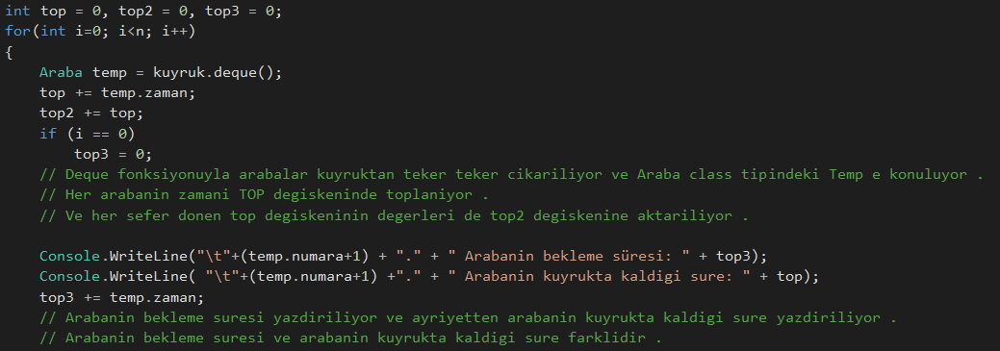 int top = 0, top2 = 0, top3 = 0;
for(int i=0; i<n; i++)
{
    Araba temp = kuyruk.deque();
    top += temp.zaman;
    top2 += top;
    if (i == 0)
        top3 = 0;
    // Deque fonksiyonuyla arabalar kuyruktan teker teker cikariliyor ve Araba class tipindeki Temp e konuluyor .
    // Her arabanin zamani TOP degiskeninde toplaniyor .
    // Ve her sefer donen top degiskeninin degerleri de top2 degiskenine aktariliyor .
    Console.WriteLine("\t"+(temp.numara+1) + "." + " Arabanin bekleme süresi: " + top3);
    Console.WriteLine( "\t"+(temp.numara+1) +"." + " Arabanin kuyrukta kaldigi sure: " + top);
    top3 += temp.zaman;
    // Arabanin bekleme suresi yazdiriliyor ve ayriyetten arabanin kuyrukta kaldigi sure yazdiriliyor .
    // Arabanin bekleme suresi ve arabanin kuyrukta kaldigi sure farklidir .